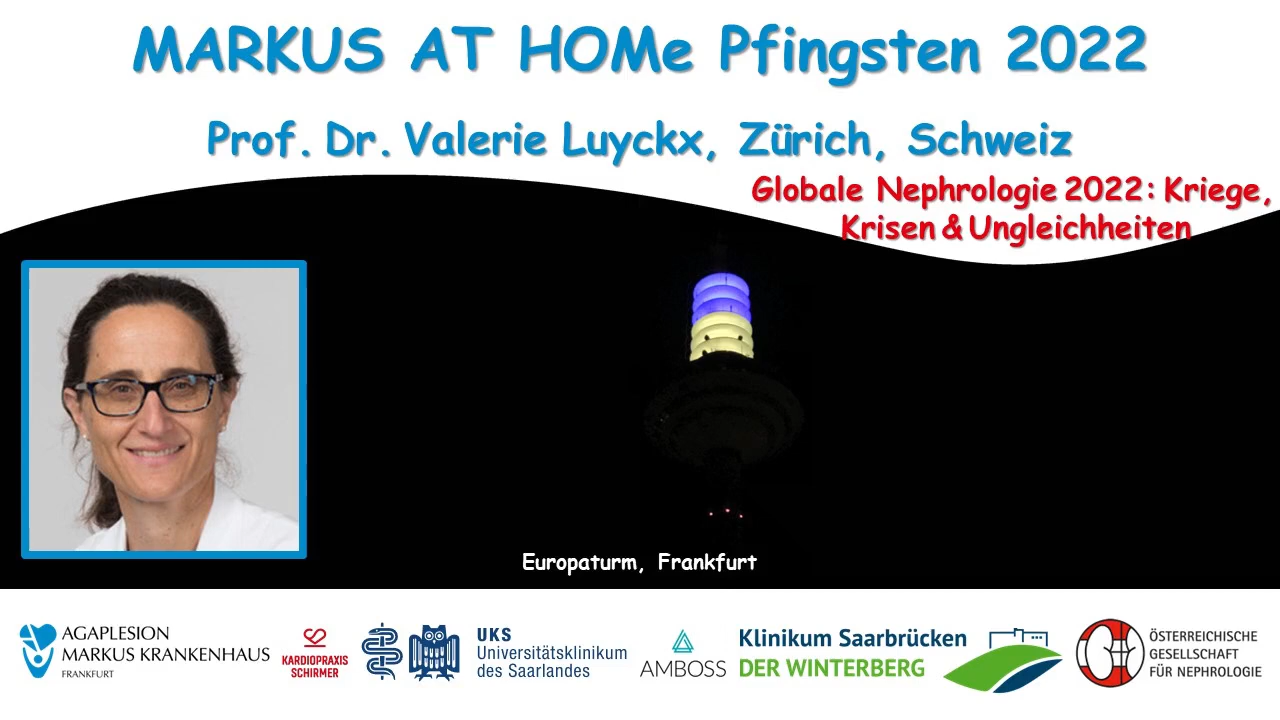 MARKUS AT HOMe Pfingsten 2022
Prof. Dr. Valerie Luyckx, Zürich, Schweiz
Globale Nephrologie 2022: Kriege,
Krisen & Ungleichheiten
Europaturm, Frankfurt
AGAPLESION
MARKUS KRANKENHAUS
FRANKFURT
KARDIOPRAXIS
SCHIRMER
UKS
Universitätsklinikum
des Saarlandes
AMBOSS
Klinikum Saarbrücken
DER WINTERBERG
ÖSTERREICHISCHE
GESELLSCHAFT
FÜR NEPHROLOGIE